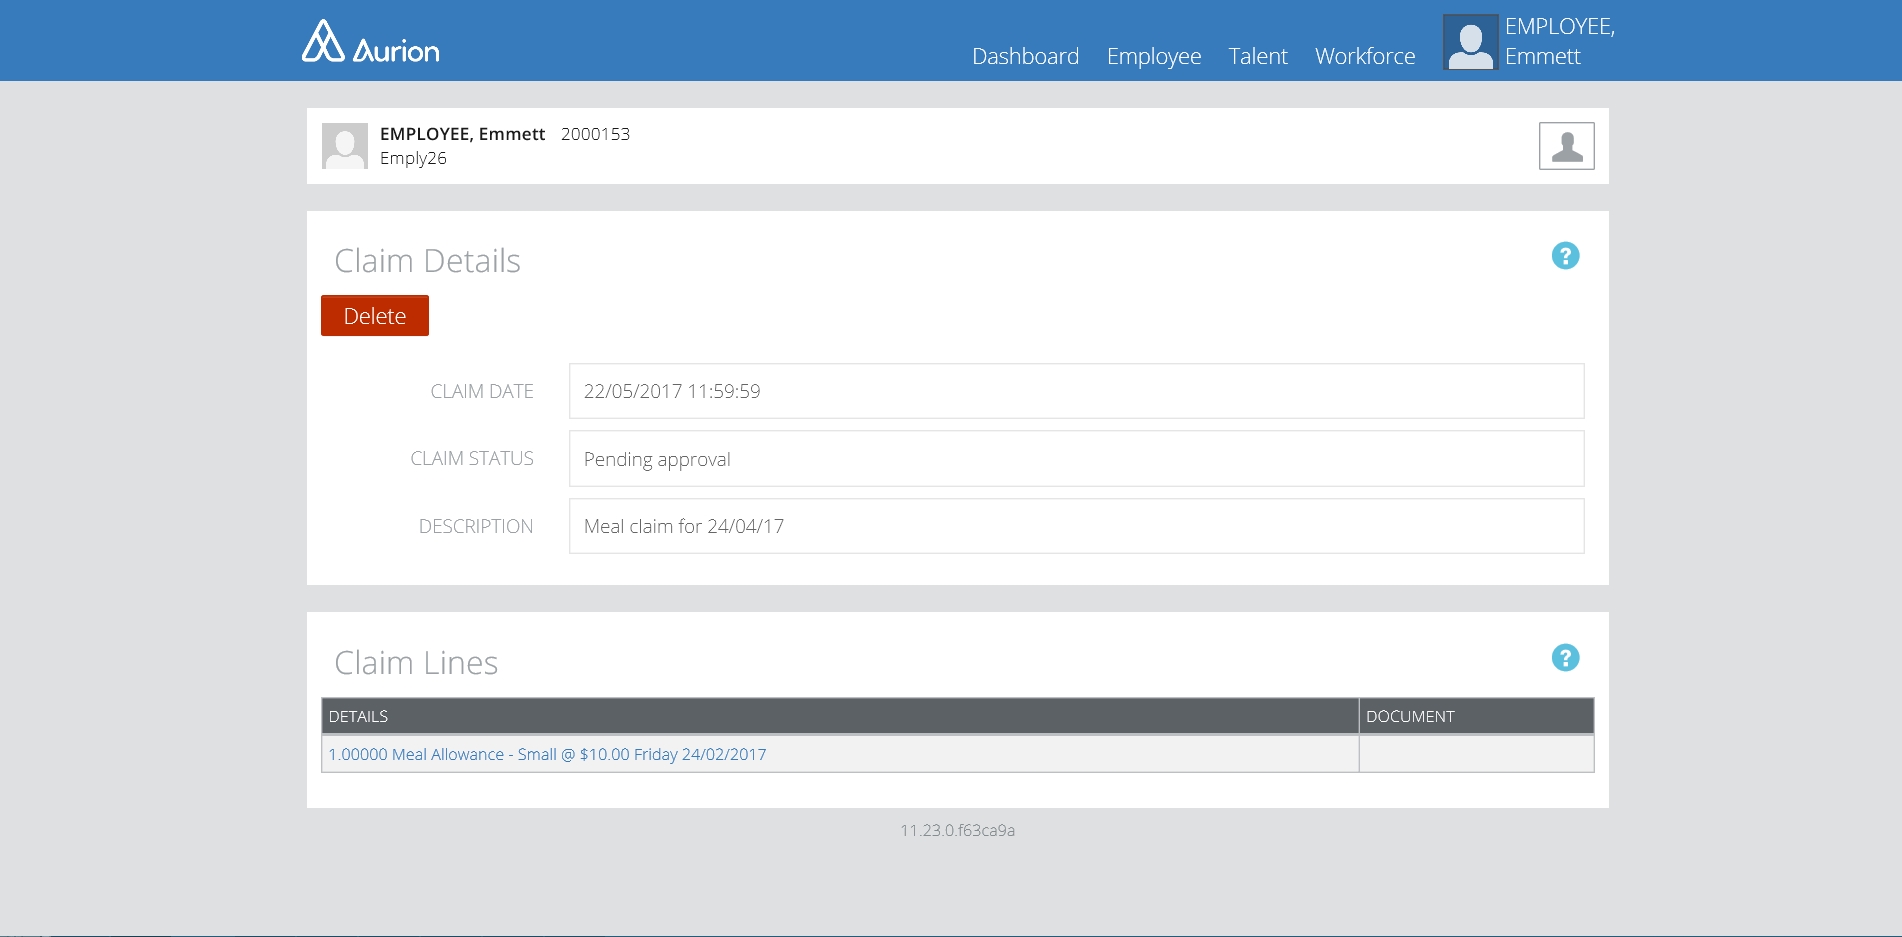 Aurion
Dashboard Employee Talent Workforce
EMPLOYEE,
Emmett
EMPLOYEE, Emmett 2000153
Emply26
Claim Details
?
Delete
CLAIM DATE 22/05/2017 11:59:59
CLAIM STATUS Pending approval
DESCRIPTION Meal claim for 24/04/17
Claim Lines
?
DETAILS DOCUMENT
1.00000 Meal Allowance - Small @ $10.00 Friday 24/02/2017
11.23.0.f63ca9a